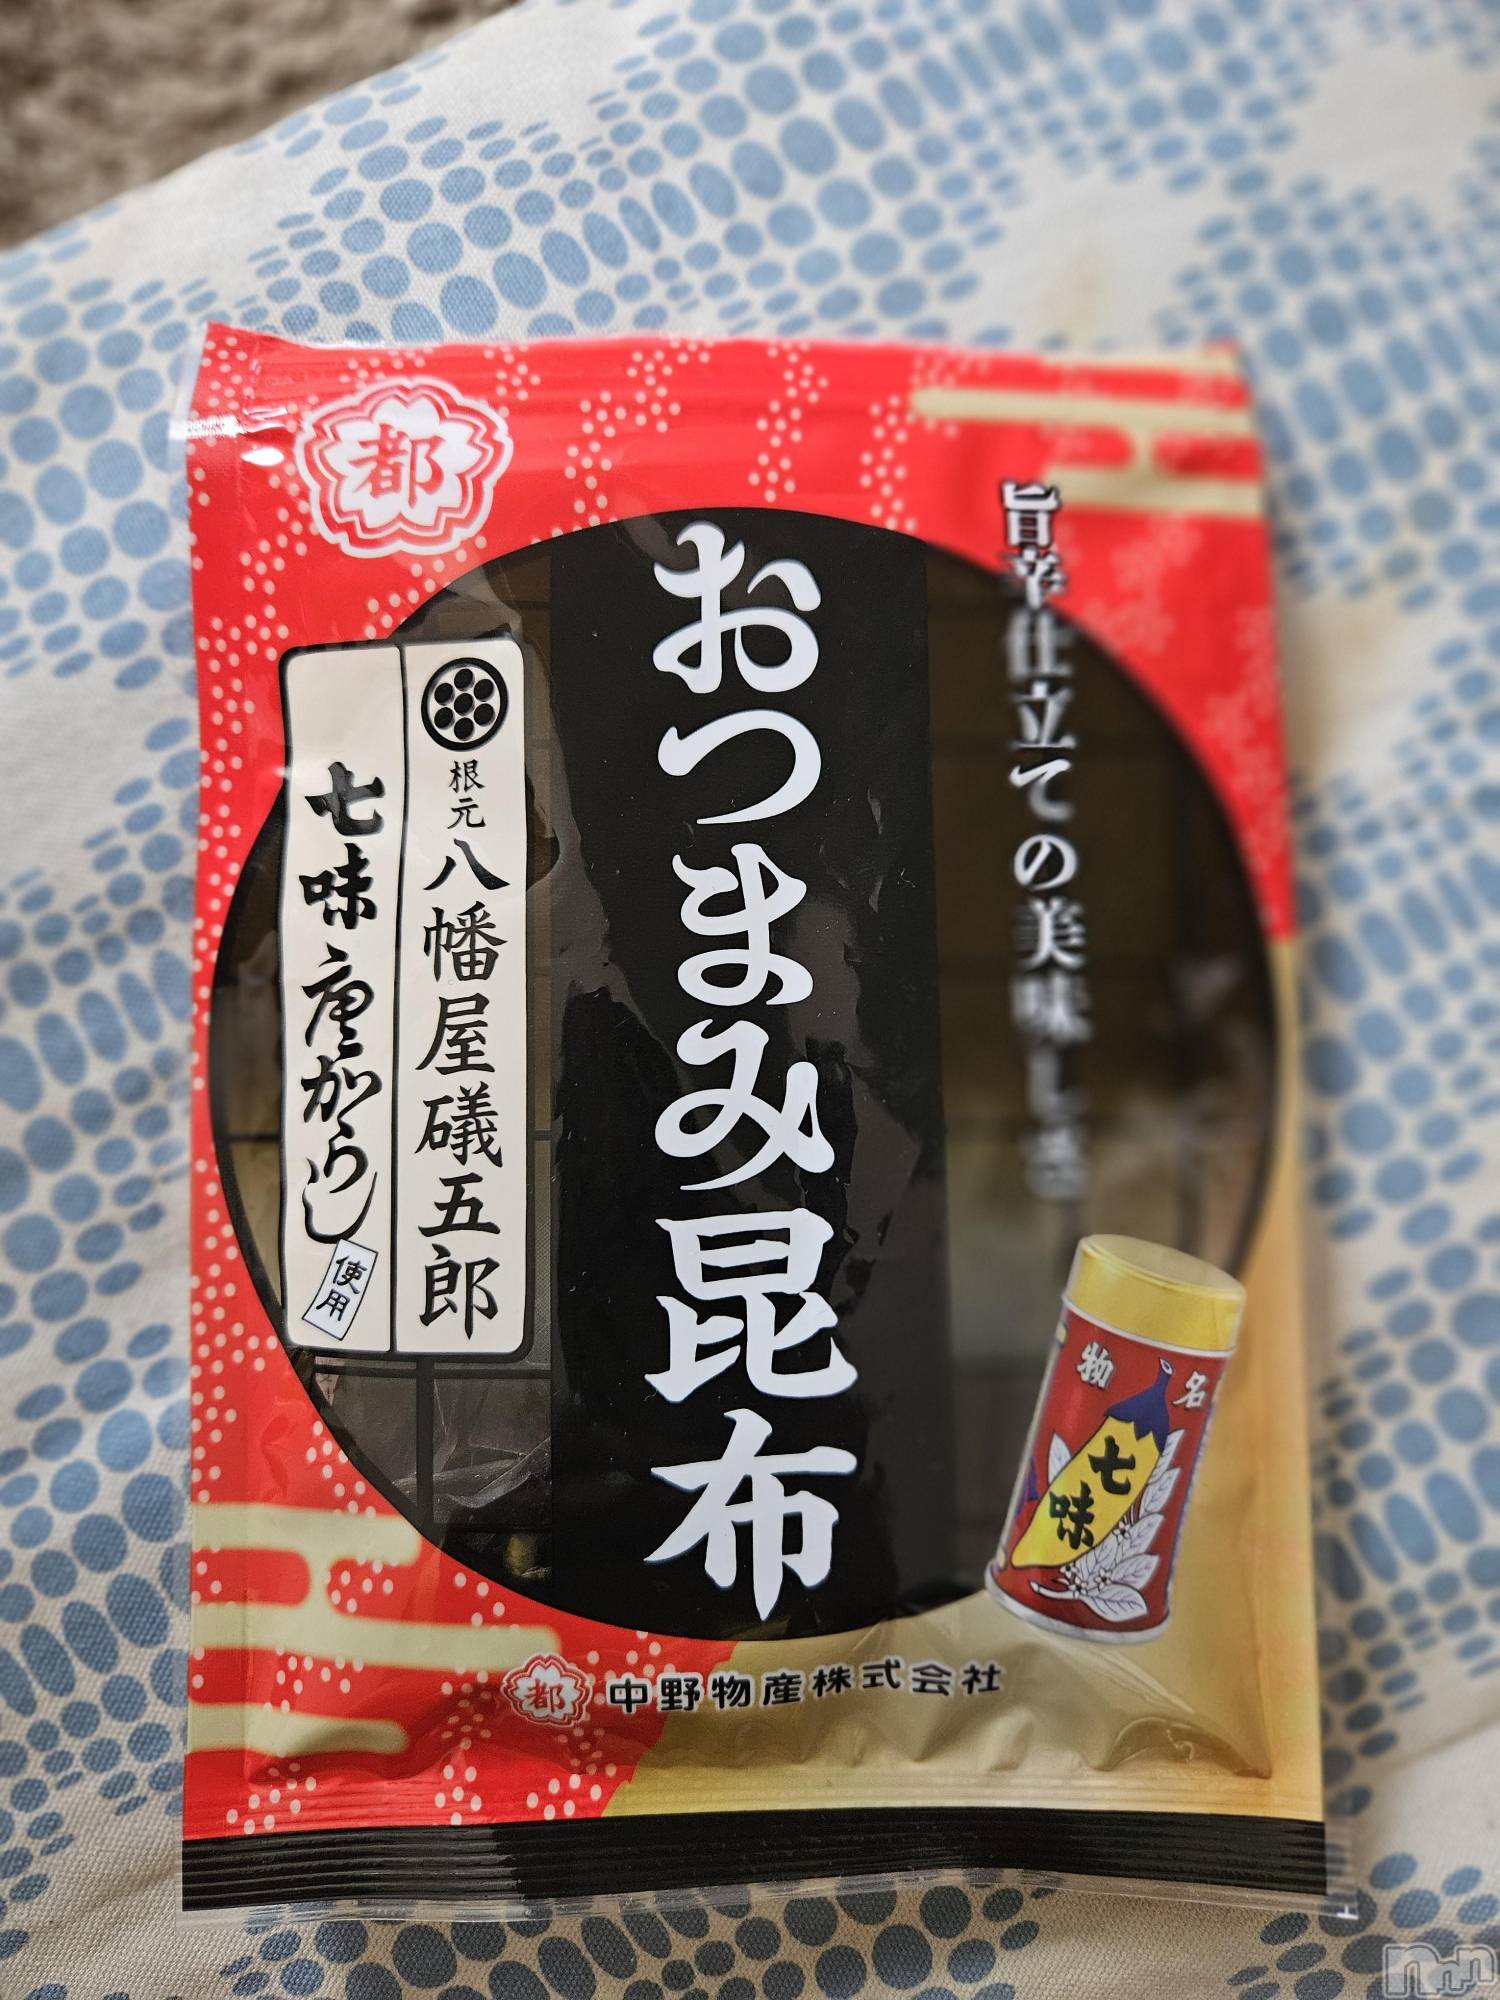 都
旨辛仕立ての美味しさ
おつまみ昆布
根元 八幡屋礒五郎
七味唐がらし
使用
名物
七味
都 中野物産株式会社